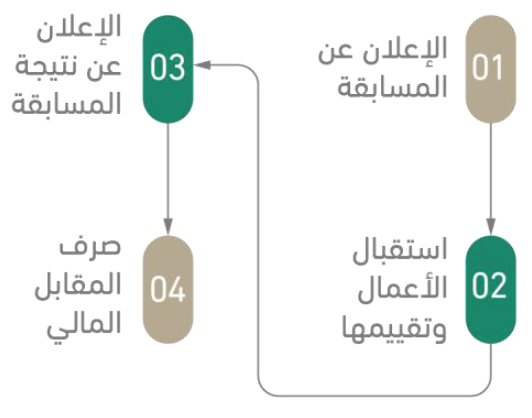 01
الإعلان عن
المسابقة
02
استقبال
الأعمال
وتقييمها
03
الإعلان
عن نتيجة
المسابقة
04
صرف
المقابل
المالي